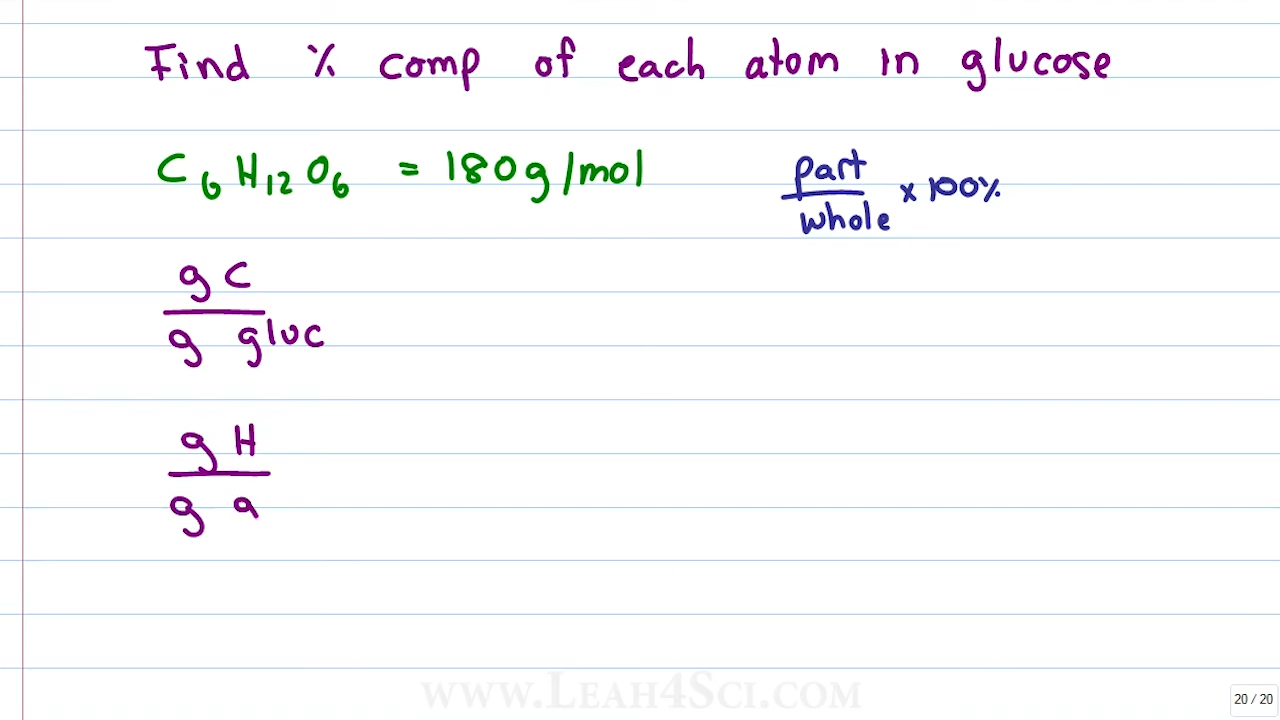 Find % comp of each atom in glucose
C6H12O6 = 180g/mol
part/whole x 100%
g C
g gluc
g H
g
www.Leah4Sci.com
20 / 20